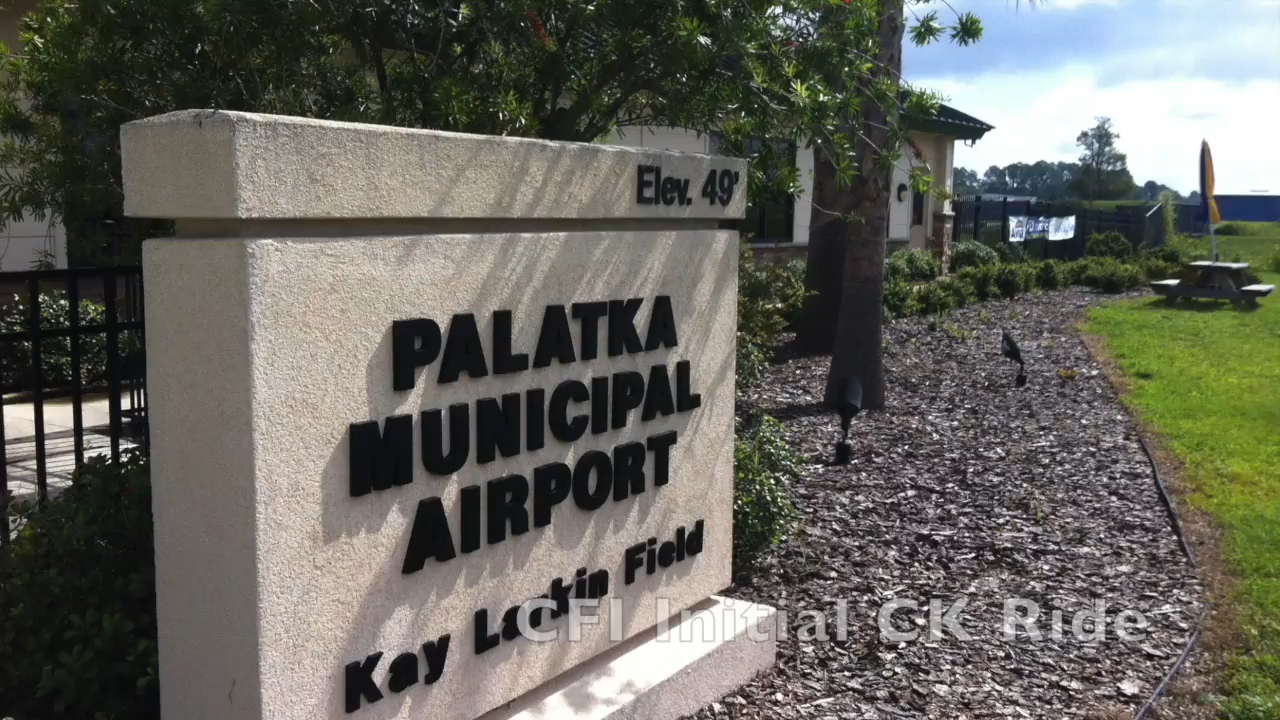 Elev. 49'
PALATKA
MUNICIPAL
AIRPORT
Kay Larkin Field
CFI Initial CK Ride